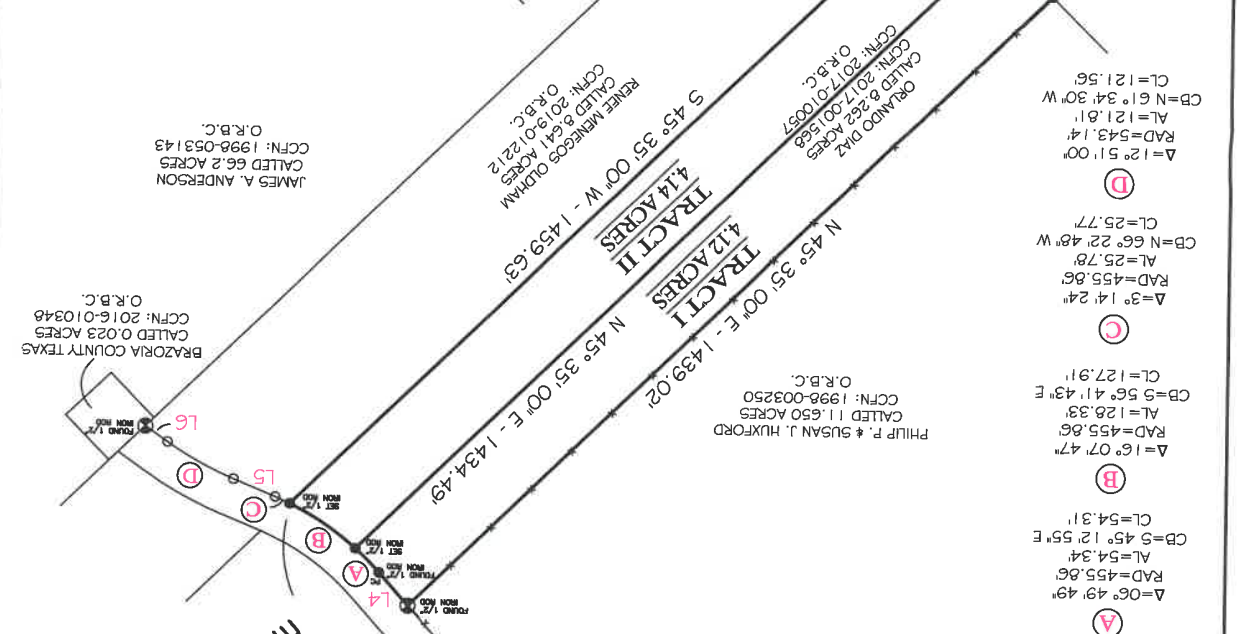 A
Δ=06° 49' 49"
RAD=455.86'
AL=54.34'
CB=S 45° 12' 55" E
CL=54.31'
B
Δ=16° 07' 47"
RAD=455.86'
AL=128.33'
CB=S 56° 41' 43" E
CL=127.91'
C
Δ=3° 14' 24"
RAD=455.86'
AL=25.78'
CB=N 66° 22' 48" W
CL=25.77'
D
Δ=12° 51' 00"
RAD=543.14'
AL=121.81'
CB=N 61° 34' 30" W
CL=121.56'
FOUND 1/2"
IRON ROD
L4
A
FOUND 1/2"
IRON ROD
PC
SET 1/2"
IRON ROD
B
SET 1/2"
IRON ROD
C
L5
D
L6
FOUND 1/2"
IRON ROD
BRAZORIA COUNTY TEXAS
CALLED 0.023 ACRES
CCFN: 2016-010348
O.R.B.C.
PHILIP P. & SUSAN J. HUXFORD
CALLED 11.650 ACRES
CCFN: 1998-003250
O.R.B.C.
N 45° 35' 00" E - 1439.02'
TRACT I
4.12 ACRES
N 45° 35' 00" E - 1434.49'
TRACT II
4.14 ACRES
S 45° 35' 00" W - 1459.63'
ORLANDO DIAZ
CALLED 8.262 ACRES
CCFN: 2017-001568
CCFN: 2017-010057
O.R.B.C.
RENEE MENEGOS OLDHAM
CALLED 8.641 ACRES
CCFN: 2019-012212
O.R.B.C.
JAMES A. ANDERSON
CALLED 66.2 ACRES
CCFN: 1998-053143
O.R.B.C.